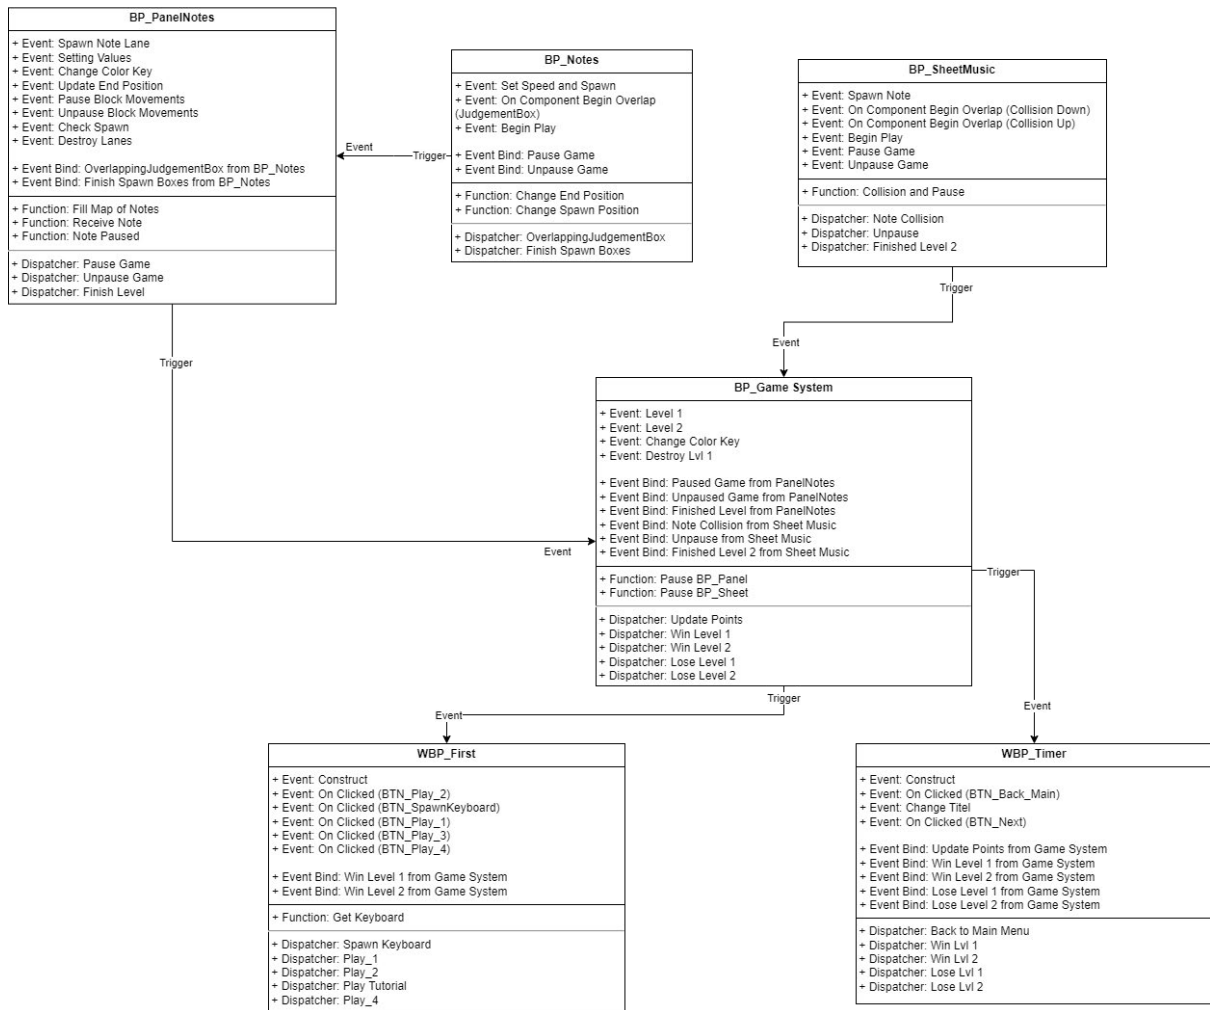 BP_PanelNotes
+ Event: Spawn Note Lane
+ Event: Setting Values
+ Event: Change Color Key
+ Event: Update End Position
+ Event: Pause Block Movements
+ Event: Unpause Block Movements
+ Event: Check Spawn
+ Event: Destroy Lanes
+ Event Bind: OverlappingJudgementBox from BP_Notes
+ Event Bind: Finish Spawn Boxes from BP_Notes
+ Function: Fill Map of Notes
+ Function: Receive Note
+ Function: Note Paused
+ Dispatcher: Pause Game
+ Dispatcher: Unpause Game
+ Dispatcher: Finish Level
Event
Trigger
BP_Notes
+ Event: Set Speed and Spawn
+ Event: On Component Begin Overlap
(JudgementBox)
+ Event: Begin Play
+ Event Bind: Pause Game
+ Event Bind: Unpause Game
+ Function: Change End Position
+ Function: Change Spawn Position
+ Dispatcher: OverlappingJudgementBox
+ Dispatcher: Finish Spawn Boxes
BP_SheetMusic
+ Event: Spawn Note
+ Event: On Component Begin Overlap (Collision Down)
+ Event: On Component Begin Overlap (Collision Up)
+ Event: Begin Play
+ Event: Pause Game
+ Event: Unpause Game
+ Function: Collision and Pause
+ Dispatcher: Note Collision
+ Dispatcher: Unpause
+ Dispatcher: Finished Level 2
Trigger
Event
Trigger
Event
BP_Game System
+ Event: Level 1
+ Event: Level 2
+ Event: Change Color Key
+ Event: Destroy Lvl 1
+ Event Bind: Paused Game from PanelNotes
+ Event Bind: Unpaused Game from PanelNotes
+ Event Bind: Finished Level from PanelNotes
+ Event Bind: Note Collision from Sheet Music
+ Event Bind: Unpause from Sheet Music
+ Event Bind: Finished Level 2 from Sheet Music
+ Function: Pause BP_Panel
+ Function: Pause BP_Sheet
+ Dispatcher: Update Points
+ Dispatcher: Win Level 1
+ Dispatcher: Win Level 2
+ Dispatcher: Lose Level 1
+ Dispatcher: Lose Level 2
Trigger
Event
Trigger
Event
WBP_First
+ Event: Construct
+ Event: On Clicked (BTN_Play_2)
+ Event: On Clicked (BTN_SpawnKeyboard)
+ Event: On Clicked (BTN_Play_1)
+ Event: On Clicked (BTN_Play_3)
+ Event: On Clicked (BTN_Play_4)
+ Event Bind: Win Level 1 from Game System
+ Event Bind: Win Level 2 from Game System
+ Function: Get Keyboard
+ Dispatcher: Spawn Keyboard
+ Dispatcher: Play_1
+ Dispatcher: Play_2
+ Dispatcher: Play Tutorial
+ Dispatcher: Play_4
WBP_Timer
+ Event: Construct
+ Event: On Clicked (BTN_Back_Main)
+ Event: Change Titel
+ Event: On Clicked (BTN_Next)
+ Event Bind: Update Points from Game System
+ Event Bind: Win Level 1 from Game System
+ Event Bind: Win Level 2 from Game System
+ Event Bind: Lose Level 1 from Game System
+ Event Bind: Lose Level 2 from Game System
+ Dispatcher: Back to Main Menu
+ Dispatcher: Win Lvl 1
+ Dispatcher: Win Lvl 2
+ Dispatcher: Lose Lvl 1
+ Dispatcher: Lose Lvl 2